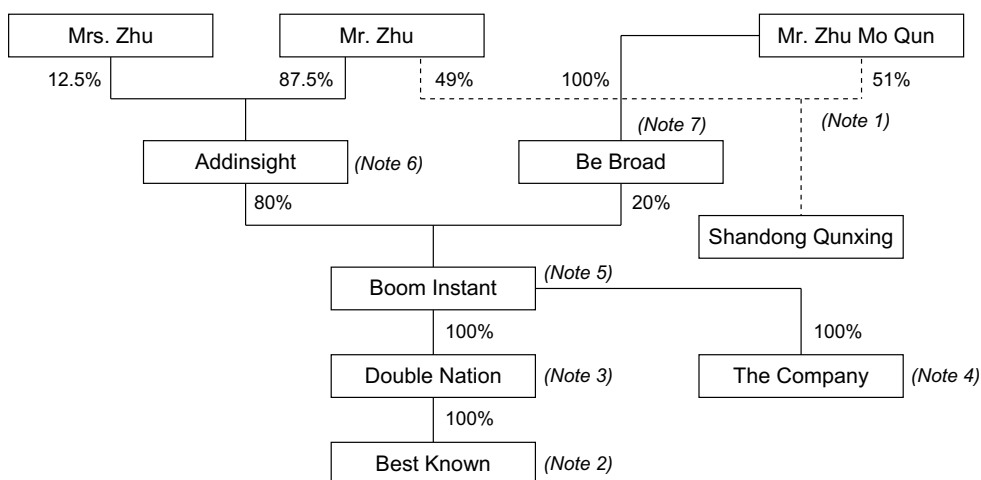 Mrs. Zhu
Mr. Zhu
Mr. Zhu Mo Qun
12.5%
87.5%
49%
100%
51%
(Note 7)
(Note 1)
Addinsight
(Note 6)
Be Broad
80%
20%
Shandong Qunxing
Boom Instant
(Note 5)
100%
100%
Double Nation
(Note 3)
The Company
(Note 4)
100%
Best Known
(Note 2)